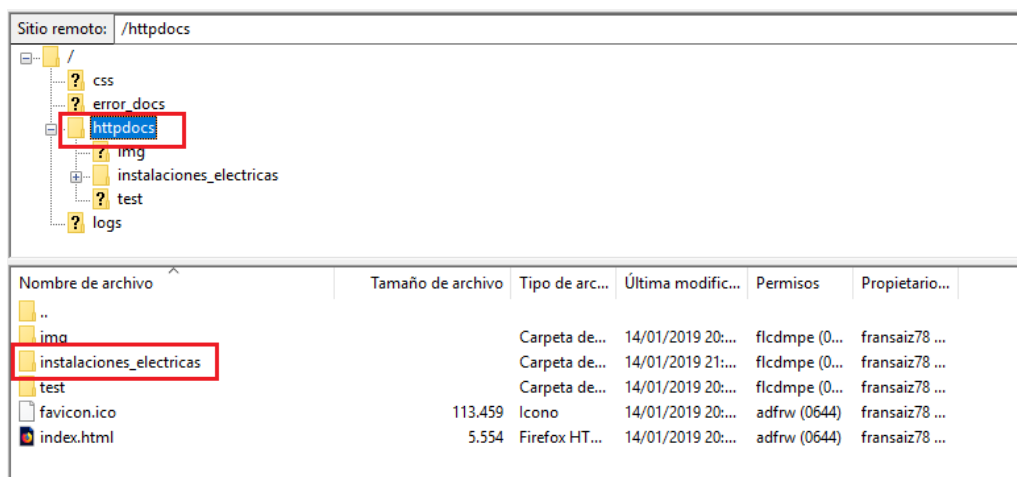 Sitio remoto: /httpdocs
/
? css
? error_docs
httpdocs
? img
instalaciones_electricas
? test
? logs
Nombre de archivo Tamaño de archivo Tipo de arc... Última modific... Permisos Propietario...
..
img Carpeta de... 14/01/2019 20:... flcdmpe (0... fransaiz78 ...
instalaciones_electricas Carpeta de... 14/01/2019 21:... flcdmpe (0... fransaiz78 ...
test Carpeta de... 14/01/2019 20:... flcdmpe (0... fransaiz78 ...
favicon.ico 113.459 Icono 14/01/2019 20:... adfrw (0644) fransaiz78 ...
index.html 5.554 Firefox HT... 14/01/2019 20:... adfrw (0644) fransaiz78 ...